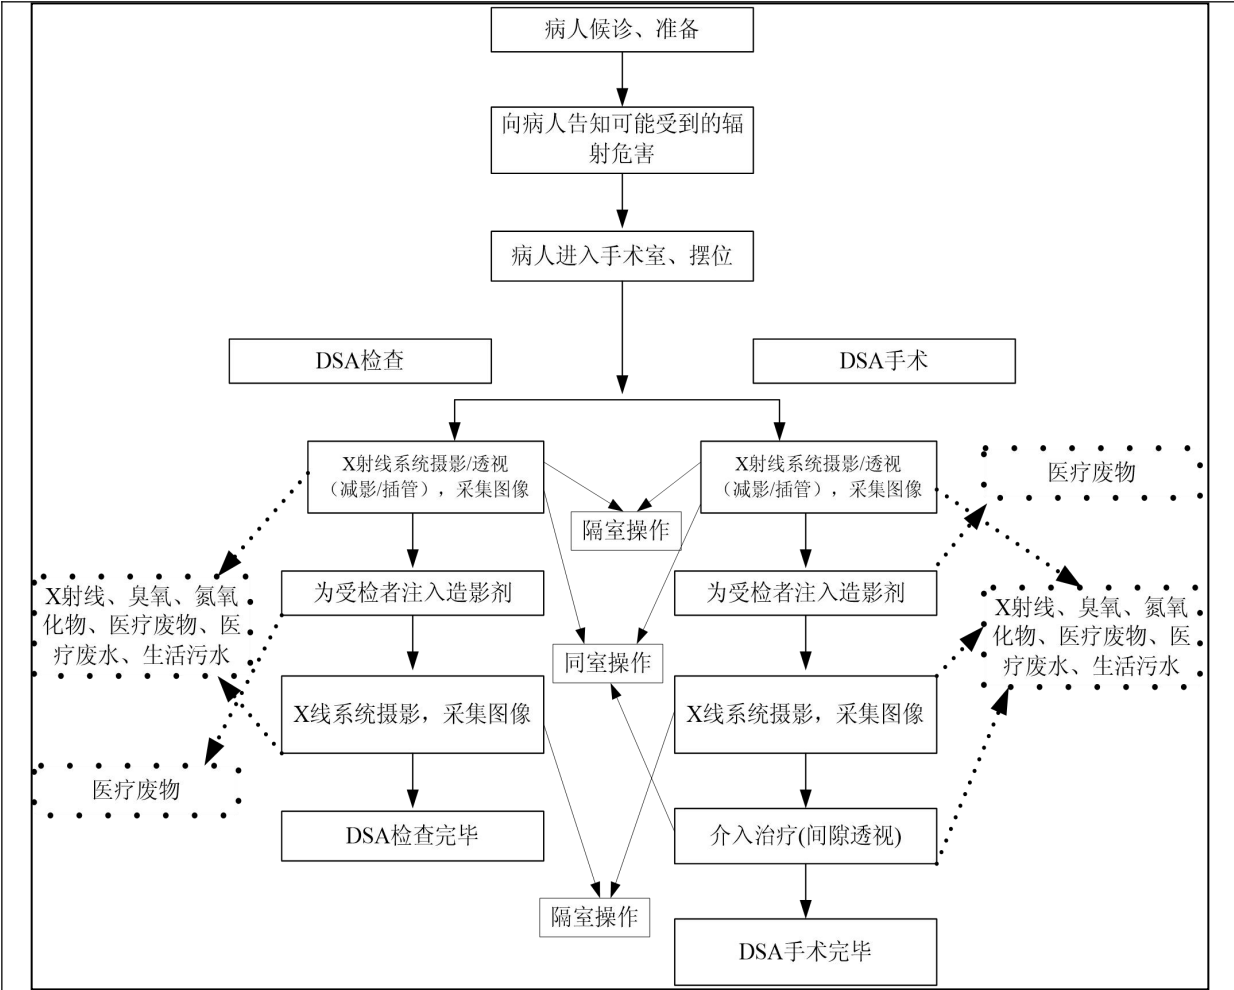 病人候诊、准备
向病人告知可能受到的辐
射危害
病人进入手术室、摆位
DSA检查
DSA手术
X射线系统摄影/透视
（减影/插管），采集图像
X射线系统摄影/透视
（减影/插管），采集图像
医疗废物
隔室操作
X射线、臭氧、氮氧
化物、医疗废物、医
疗废水、生活污水
为受检者注入造影剂
为受检者注入造影剂
X射线、臭氧、氮氧
化物、医疗废物、医
疗废水、生活污水
同室操作
X线系统摄影，采集图像
X线系统摄影，采集图像
医疗废物
DSA检查完毕
介入治疗(间隙透视)
隔室操作
DSA手术完毕